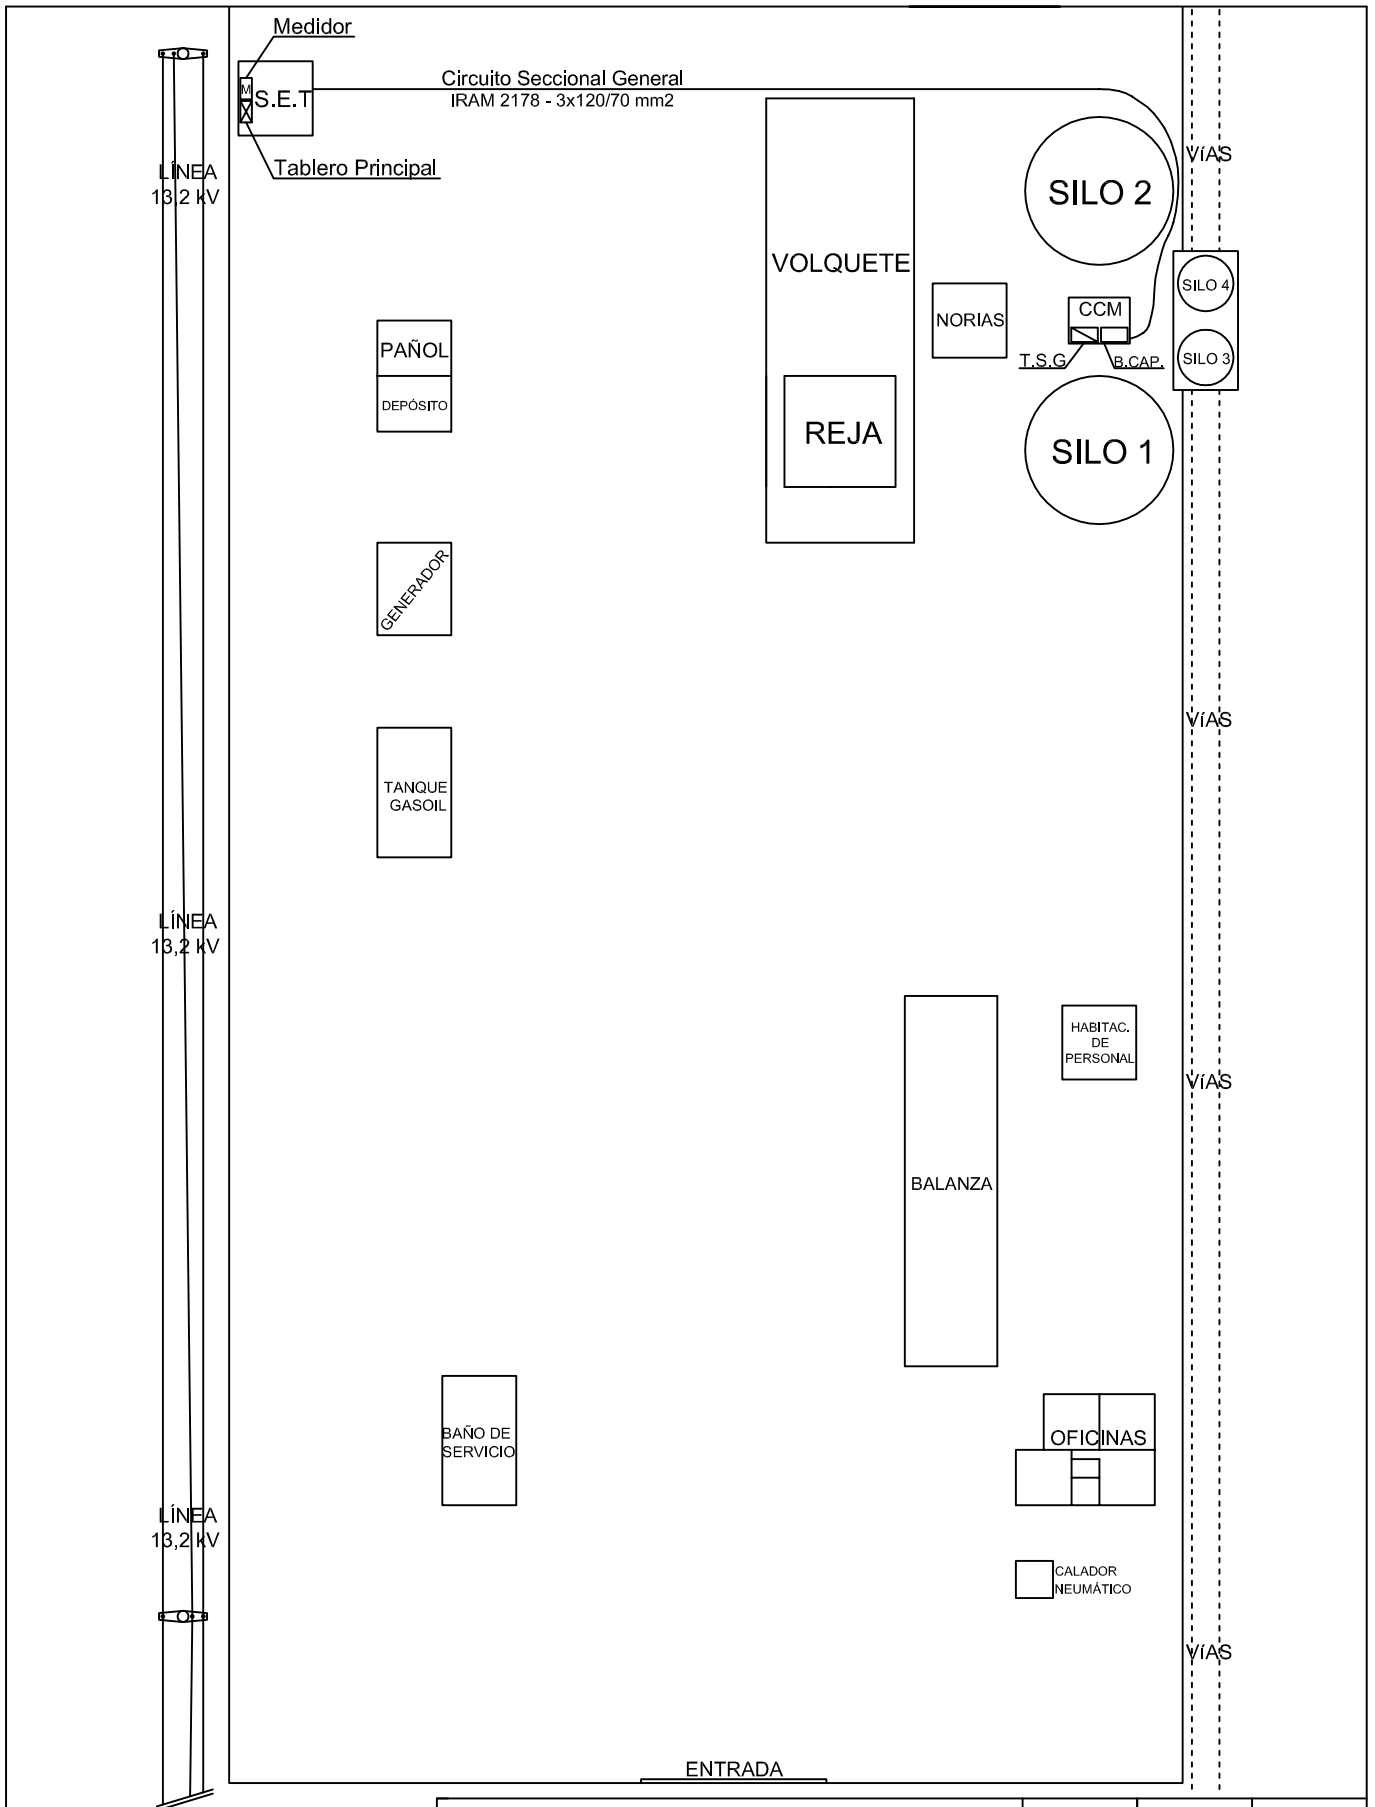 Medidor
Circuito Seccional General
IRAM 2178 - 3x120/70 mm2
M
S.E.T
Tablero Principal
LÍNEA
13,2 kV
VíAS
SILO 2
VOLQUETE
SILO 4
NORIAS
CCM
T.S.G
B.CAP.
SILO 3
PAÑOL
DEPÓSITO
REJA
SILO 1
GENERADOR
VíAS
TANQUE
GASOIL
LÍNEA
13,2 kV
HABITAC.
DE
PERSONAL
VíAS
BALANZA
BAÑO DE
SERVICIO
OFICINAS
LÍNEA
13,2 kV
CALADOR
NEUMÁTICO
VíAS
ENTRADA